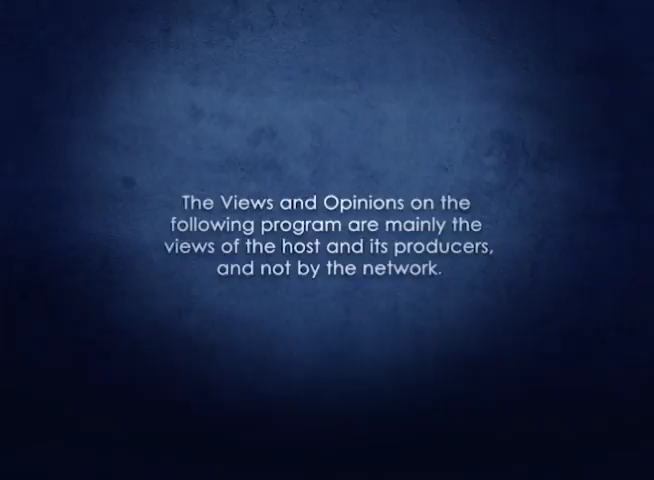 The Views and Opinions on the
following program are mainly the
views of the host and its producers,
and not by the network.